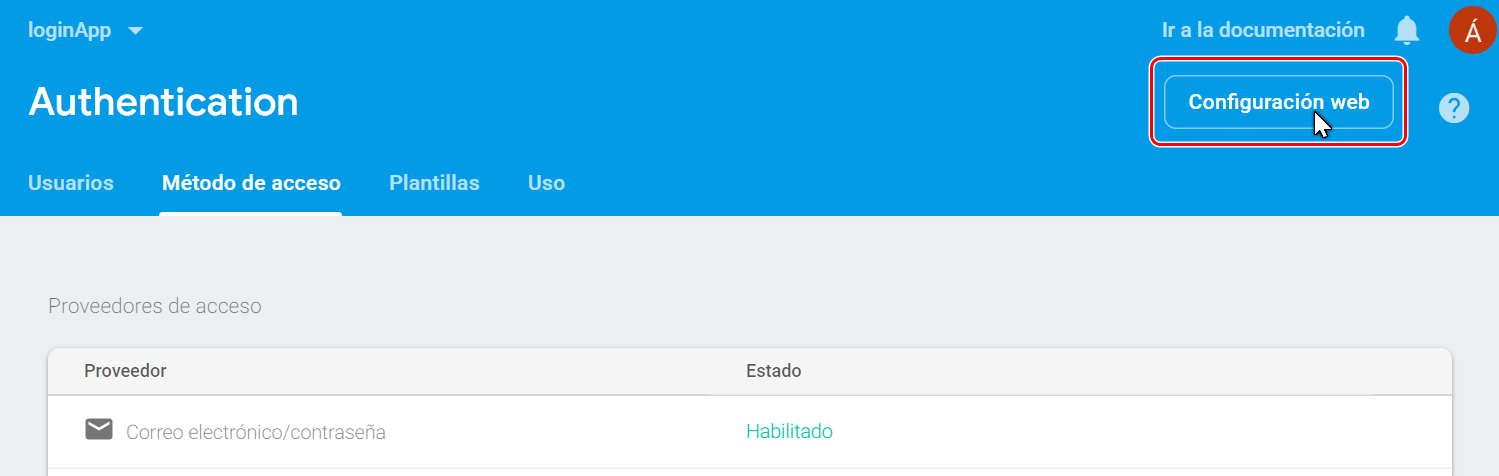 loginApp
Ir a la documentación
Á
Authentication
Configuración web
?
Usuarios
Método de acceso
Plantillas
Uso
Proveedores de acceso
Proveedor
Estado
Correo electrónico/contraseña
Habilitado